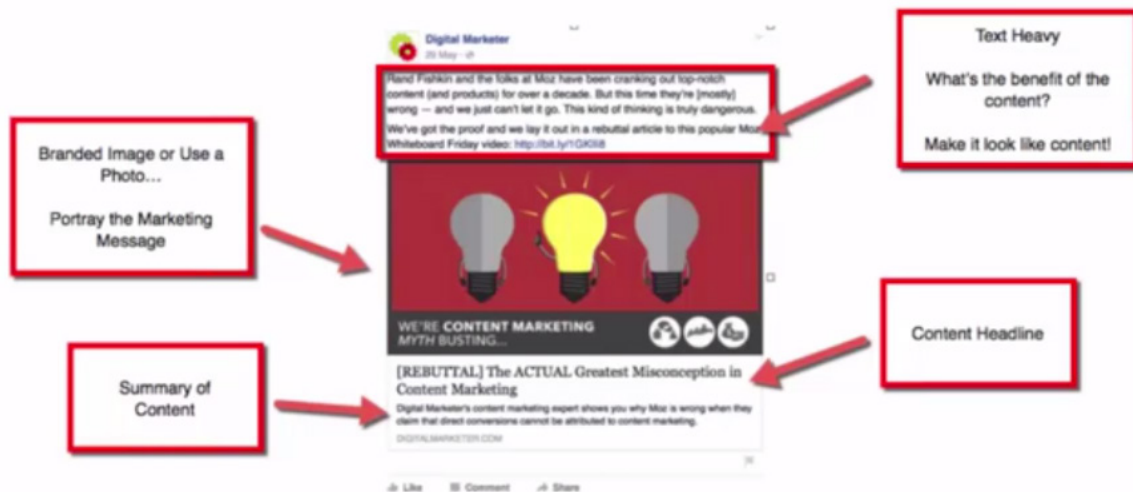 Digital Marketer
Rand Fishkin and the folks at Moz have been cranking out top-notch
content (and products) for over a decade. But this time they're [mostly]
wrong — and we just can't let it go. This kind of thinking is truly dangerous.
We've got the proof and we lay it out in a rebuttal article to this popular Moz
Whiteboard Friday video:
WE'RE CONTENT MARKETING
MYTH BUSTING...
[REBUTTAL] The ACTUAL Greatest Misconception in
Content Marketing
Digital Marketer's content marketing expert shows you why Moz is wrong when they
claim that direct conversions cannot be attributed to content marketing.
DIGITALMARKETER.COM
Like Comment Share
Branded Image or Use a
Photo...
Portray the Marketing
Message
Summary of
Content
Text Heavy
What's the benefit of the
content?
Make it look like content!
Content Headline